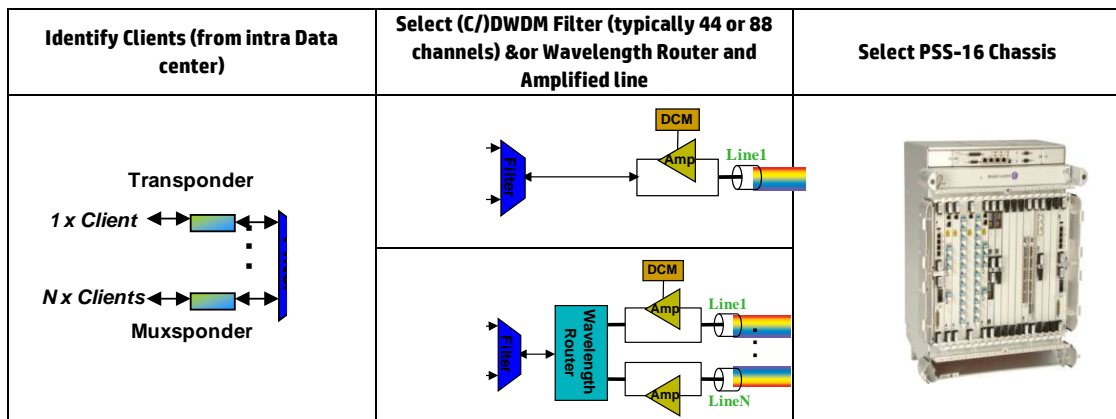 Identify Clients (from intra Data
center)
Select (C/)DWDM Filter (typically 44 or 88
channels) &or Wavelength Router and
Amplified line
Select PSS-16 Chassis
Transponder
1 x Client
N x Clients
Muxsponder
DCM
Amp
Line1
Filter
DCM
Amp
Line1
Wavelength
Router
Filter
Amp
LineN